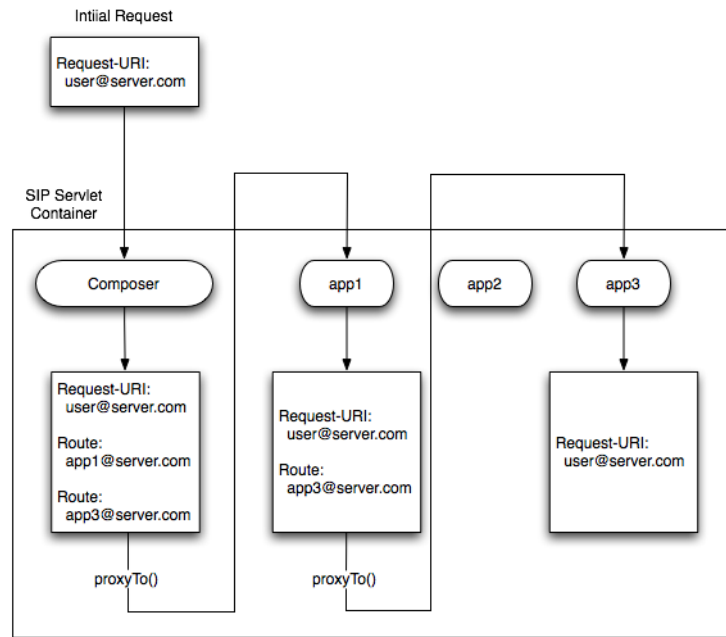 Intiial Request
Request-URI:
user@server.com
SIP Servlet
Container
Composer
app1
app2
app3
Request-URI:
user@server.com
Route:
app1@server.com
Route:
app3@server.com
Request-URI:
user@server.com
Route:
app3@server.com
Request-URI:
user@server.com
proxyTo()
proxyTo()